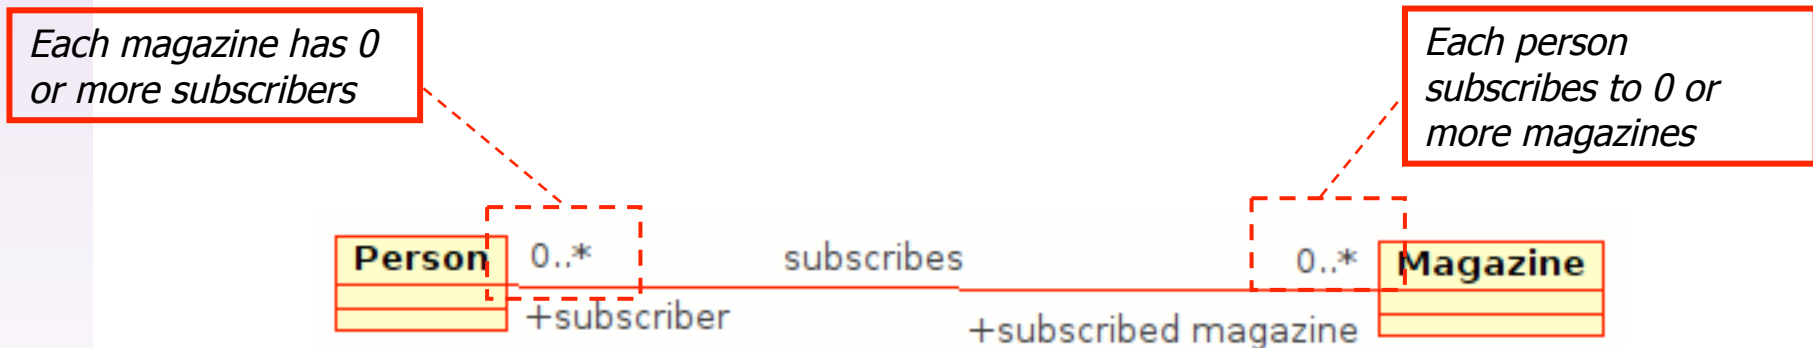 Each magazine has 0
or more subscribers
Each person
subscribes to 0 or
more magazines
Person
0..*
subscribes
0..*
Magazine
+subscriber
+subscribed magazine